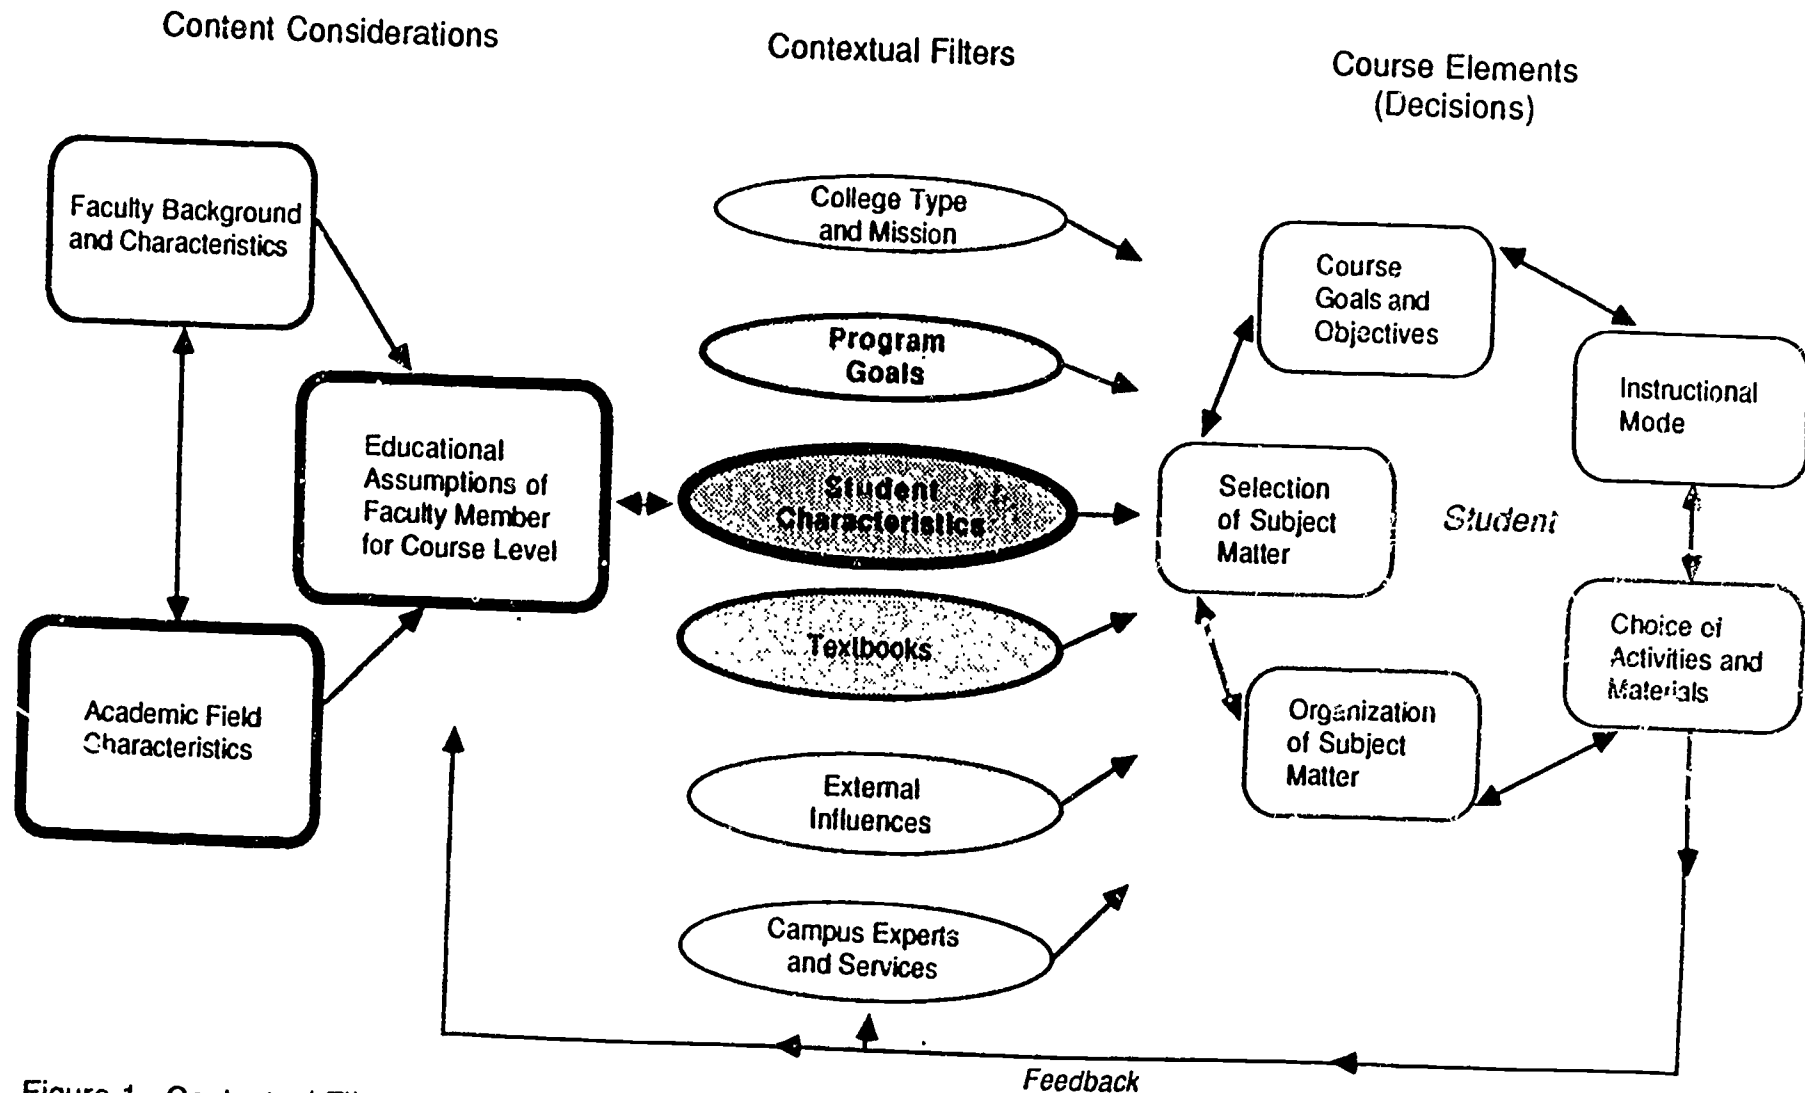 Content Considerations
Contextual Filters
Course Elements
(Decisions)
Faculty Background
and Characteristics
Educational
Assumptions of
Faculty Member
for Course Level
Academic Field
Characteristics
College Type
and Mission
Program
Goals
Student
Characteristics
Textbooks
External
Influences
Campus Experts
and Services
Course
Goals and
Objectives
Instructional
Mode
Selection
of Subject
Matter
Student
Choice of
Activities and
Materials
Organization
of Subject
Matter
Feedback
Figure 1